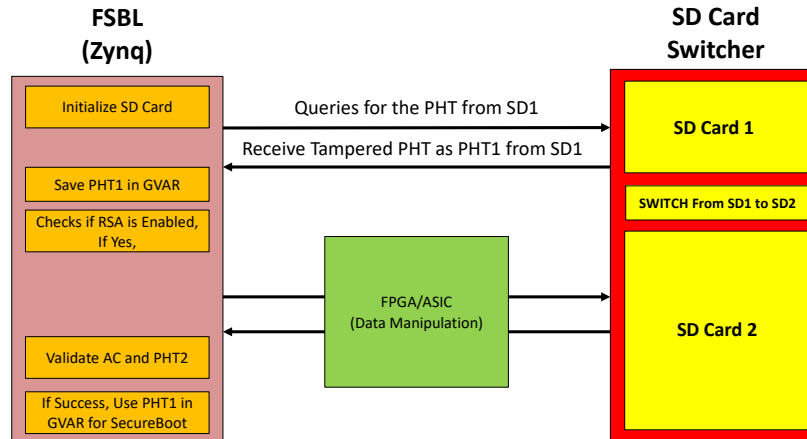 FSBL
(Zynq)
SD Card
Switcher
Initialize SD Card
Queries for the PHT from SD1
SD Card 1
Receive Tampered PHT as PHT1 from SD1
Save PHT1 in GVAR
SWITCH From SD1 to SD2
Checks if RSA is Enabled,
If Yes,
FPGA/ASIC
(Data Manipulation)
SD Card 2
Validate AC and PHT2
If Success, Use PHT1 in
GVAR for SecureBoot